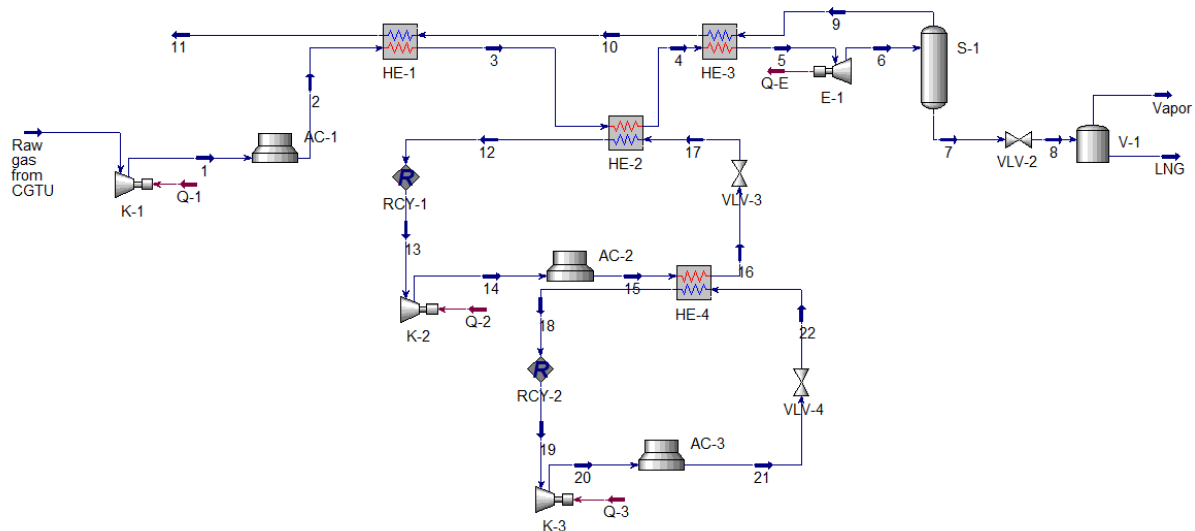 11
10
9
HE-1
3
HE-3
4
5
6
S-1
Q-E
E-1
2
Vapor
AC-1
HE-2
12
17
7
VLV-2
8
V-1
LNG
Raw
gas
from
CGTU
1
K-1
Q-1
R
RCY-1
VLV-3
13
AC-2
14
15
16
HE-4
K-2
Q-2
18
22
R
RCY-2
VLV-4
19
AC-3
20
21
K-3
Q-3